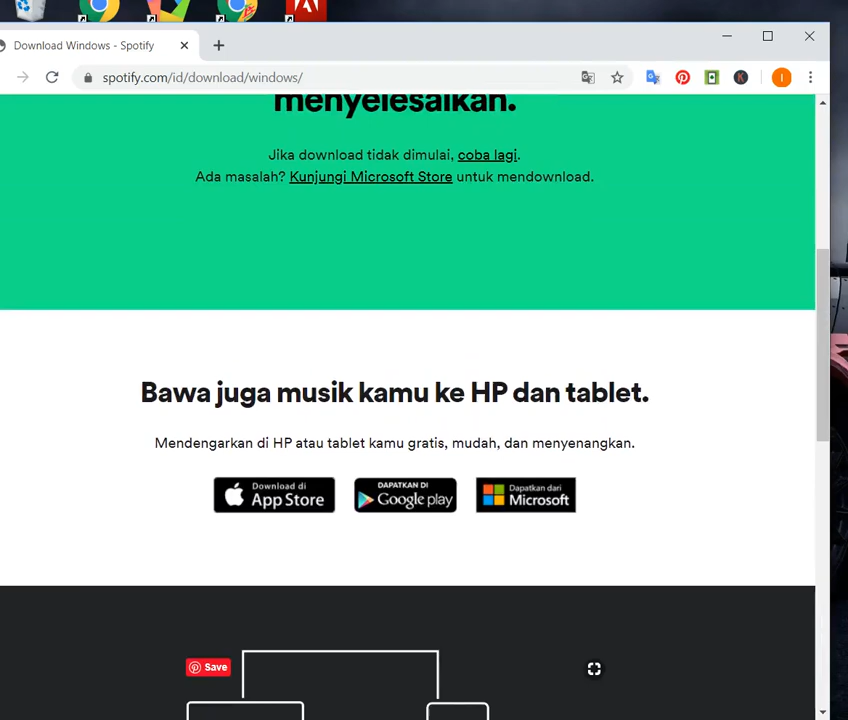 Download Windows - Spotify
spotify.com/id/download/windows/
menyelesaikan.
Jika download tidak dimulai, coba lagi.
Ada masalah? Kunjungi Microsoft Store untuk mendownload.
Bawa juga musik kamu ke HP dan tablet.
Mendengarkan di HP atau tablet kamu gratis, mudah, dan menyenangkan.
Download di
App Store
DAPATKAN DI
Google play
Dapatkan dari
Microsoft
Save